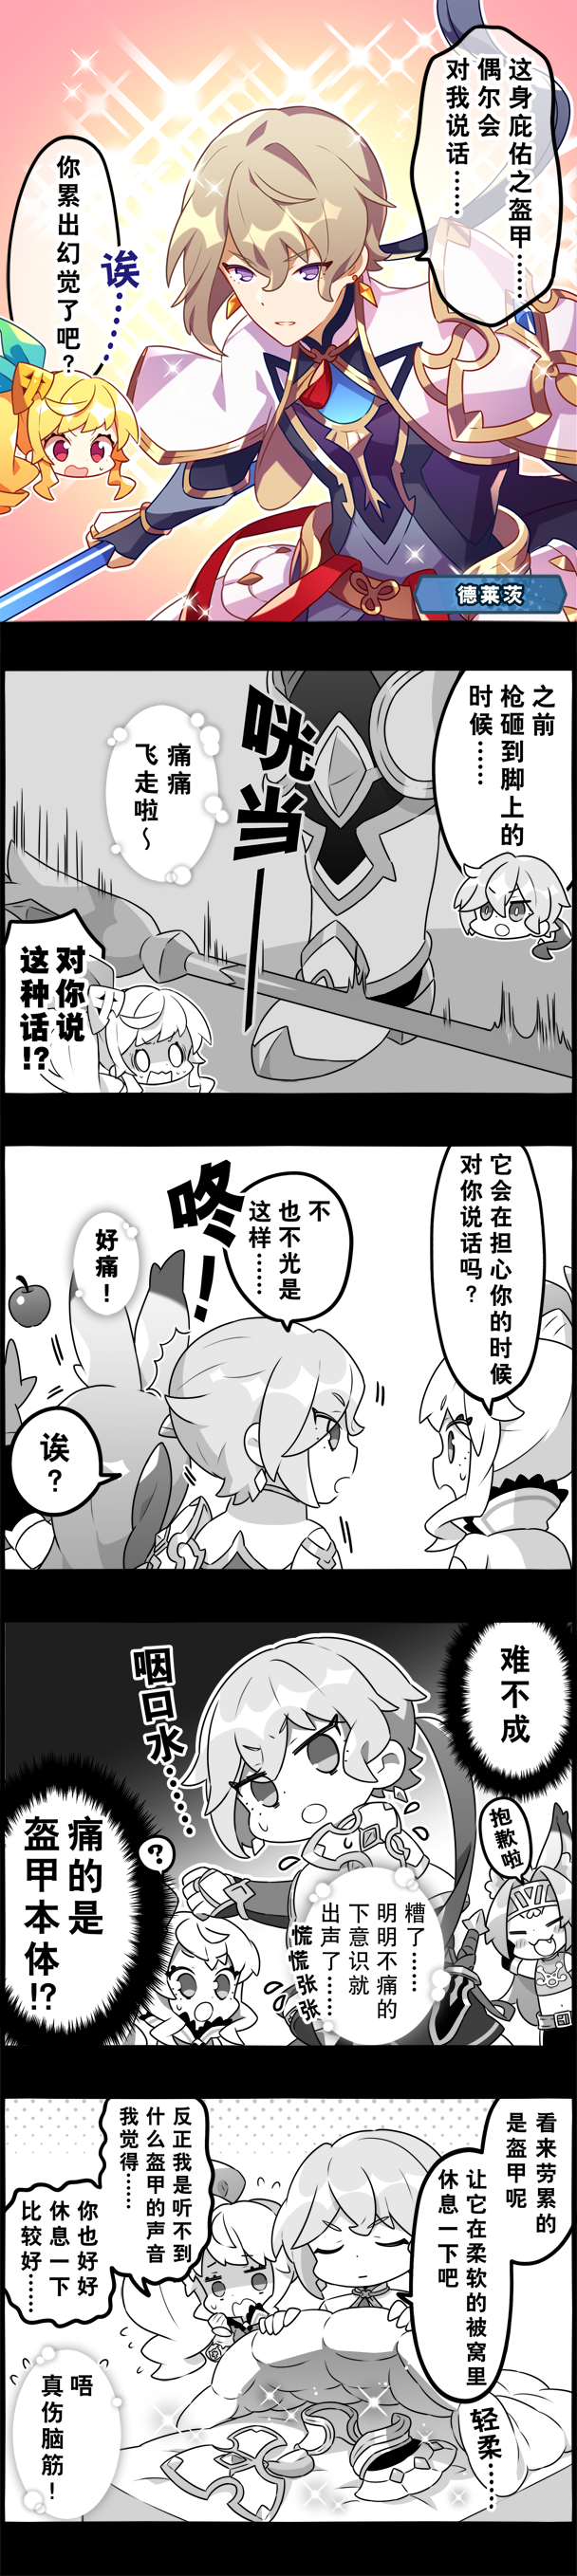 这身庇佑之盔甲……
偶尔会
对我说话……
诶……
你累出幻觉了吧？
德莱茨
之前
枪砸到脚上的
时候……
咣当——
痛痛
飞走啦～
对你说
这种话!?
它会在担心你的时候
对你说话吗？
不
也不光是
这样……
咚！
好痛！
诶？
难不成
抱歉啦
咽口水……
糟了……
明明不痛的
下意识就
出声了……
慌慌张张
？
痛的是
盔甲本体!?
看来劳累的
是盔甲呢
让它在柔软的被窝里
休息一下吧
反正我是听不到
什么盔甲的声音
我觉得……
你也好好
休息一下
比较好……
轻柔……
唔
真伤脑筋！